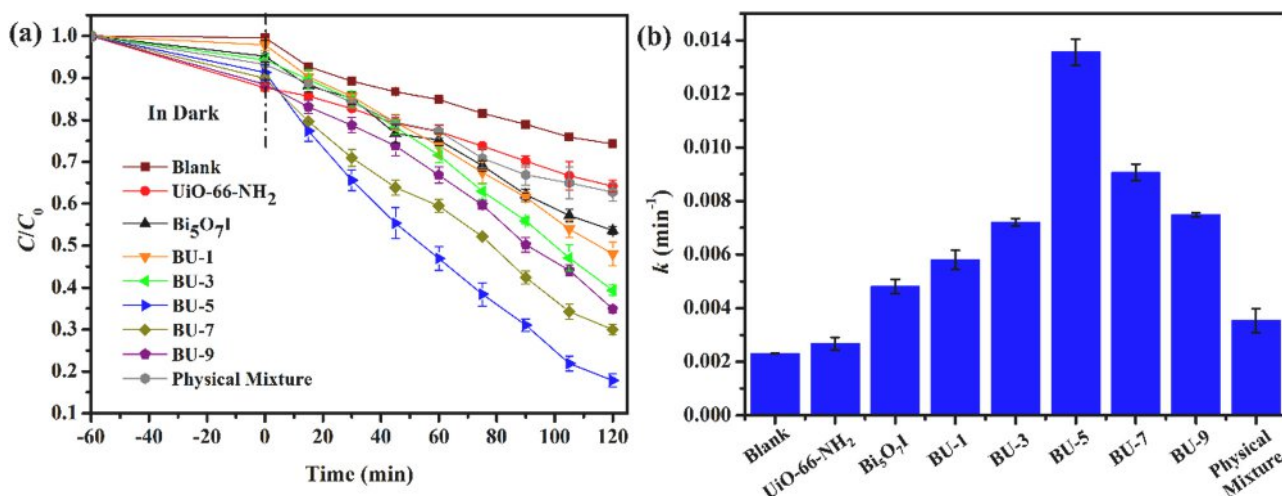 (a)
1.0
0.9
0.8
0.7
0.6
0.5
0.4
0.3
0.2
0.1
C/C₀
In Dark
Blank
UiO-66-NH₂
Bi₅O₇I
BU-1
BU-3
BU-5
BU-7
BU-9
Physical Mixture
-60 -40 -20 0 20 40 60 80 100 120
Time (min)
(b)
0.014
0.012
0.010
0.008
0.006
0.004
0.002
0.000
k (min⁻¹)
Blank
UiO-66-NH₂
Bi₅O₇I
BU-1
BU-3
BU-5
BU-7
BU-9
Physical
Mixture